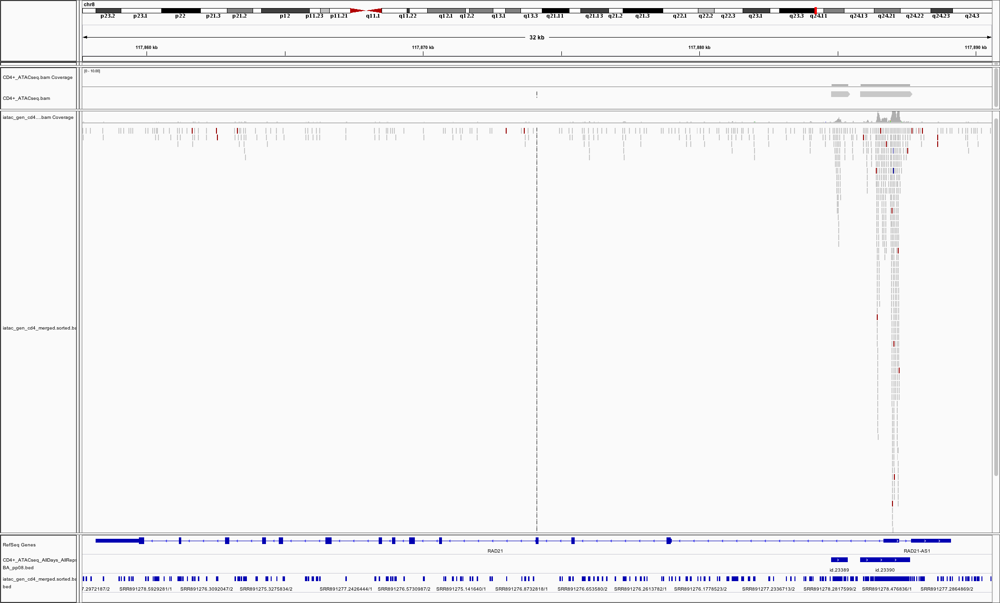 chr8
p23.2 p23.1 p22 p21.3 p21.2 p12 p11.23 p11.21 q11.1 q11.22 q12.1 q12.2 q13.1 q13.3 q21.11 q21.13 q21.2 q21.3 q22.1 q22.2 q22.3 q23.1 q23.3 q24.11 q24.13 q24.21 q24.22 q24.23 q24.3
32 kb
117,860 kb 117,870 kb 117,880 kb 117,890 kb
[0 - 10.00]
CD4+_ATACseq.bam Coverage
CD4+_ATACseq.bam
iatac_gen_cd4....bam Coverage
iatac_gen_cd4_merged.sorted.ba
RefSeq Genes
RAD21 RAD21-AS1
CD4+_ATACseq_AllDays_AllReps
BA_pp08.bed
id.23389 id.23390
iatac_gen_cd4_merged.sorted.ba
bed
7.2972187/2 SRR891278.5929281/1 SRR891276.3092047/2 SRR891275.3275834/2 SRR891277.2426444/1 SRR891276.5730987/2 SRR891275.141640/1 SRR891276.8732818/1 SRR891276.653580/2 SRR891276.2613782/1 SRR891276.1778523/2 SRR891277.2336713/2 SRR891278.2817599/2 SRR891278.476836/1 SRR891277.2864869/2